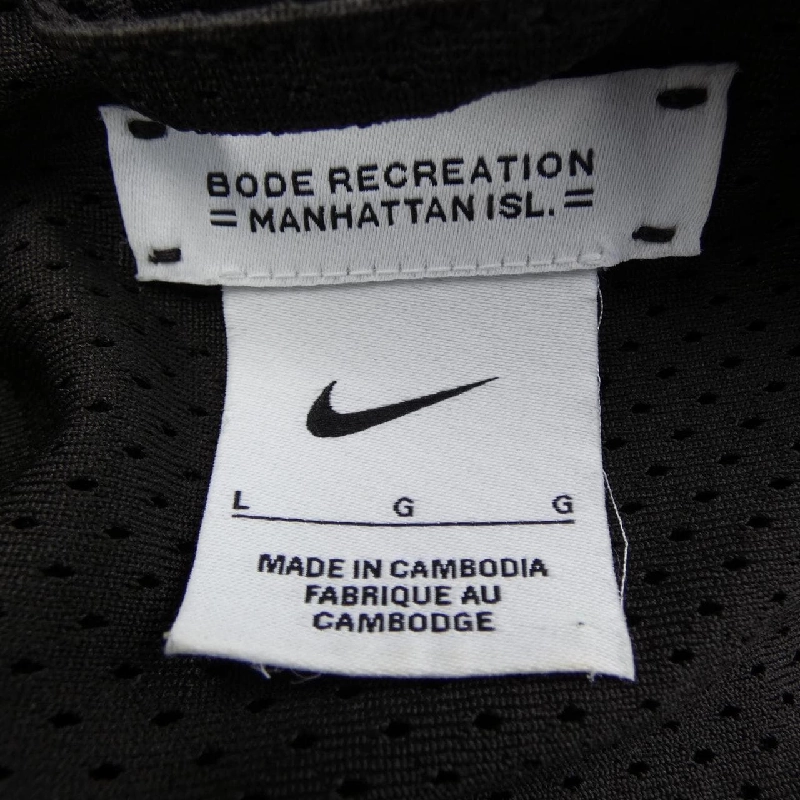 BODE RECREATION
= MANHATTAN ISL. =
L G G
MADE IN CAMBODIA
FABRIQUE AU
CAMBODGE